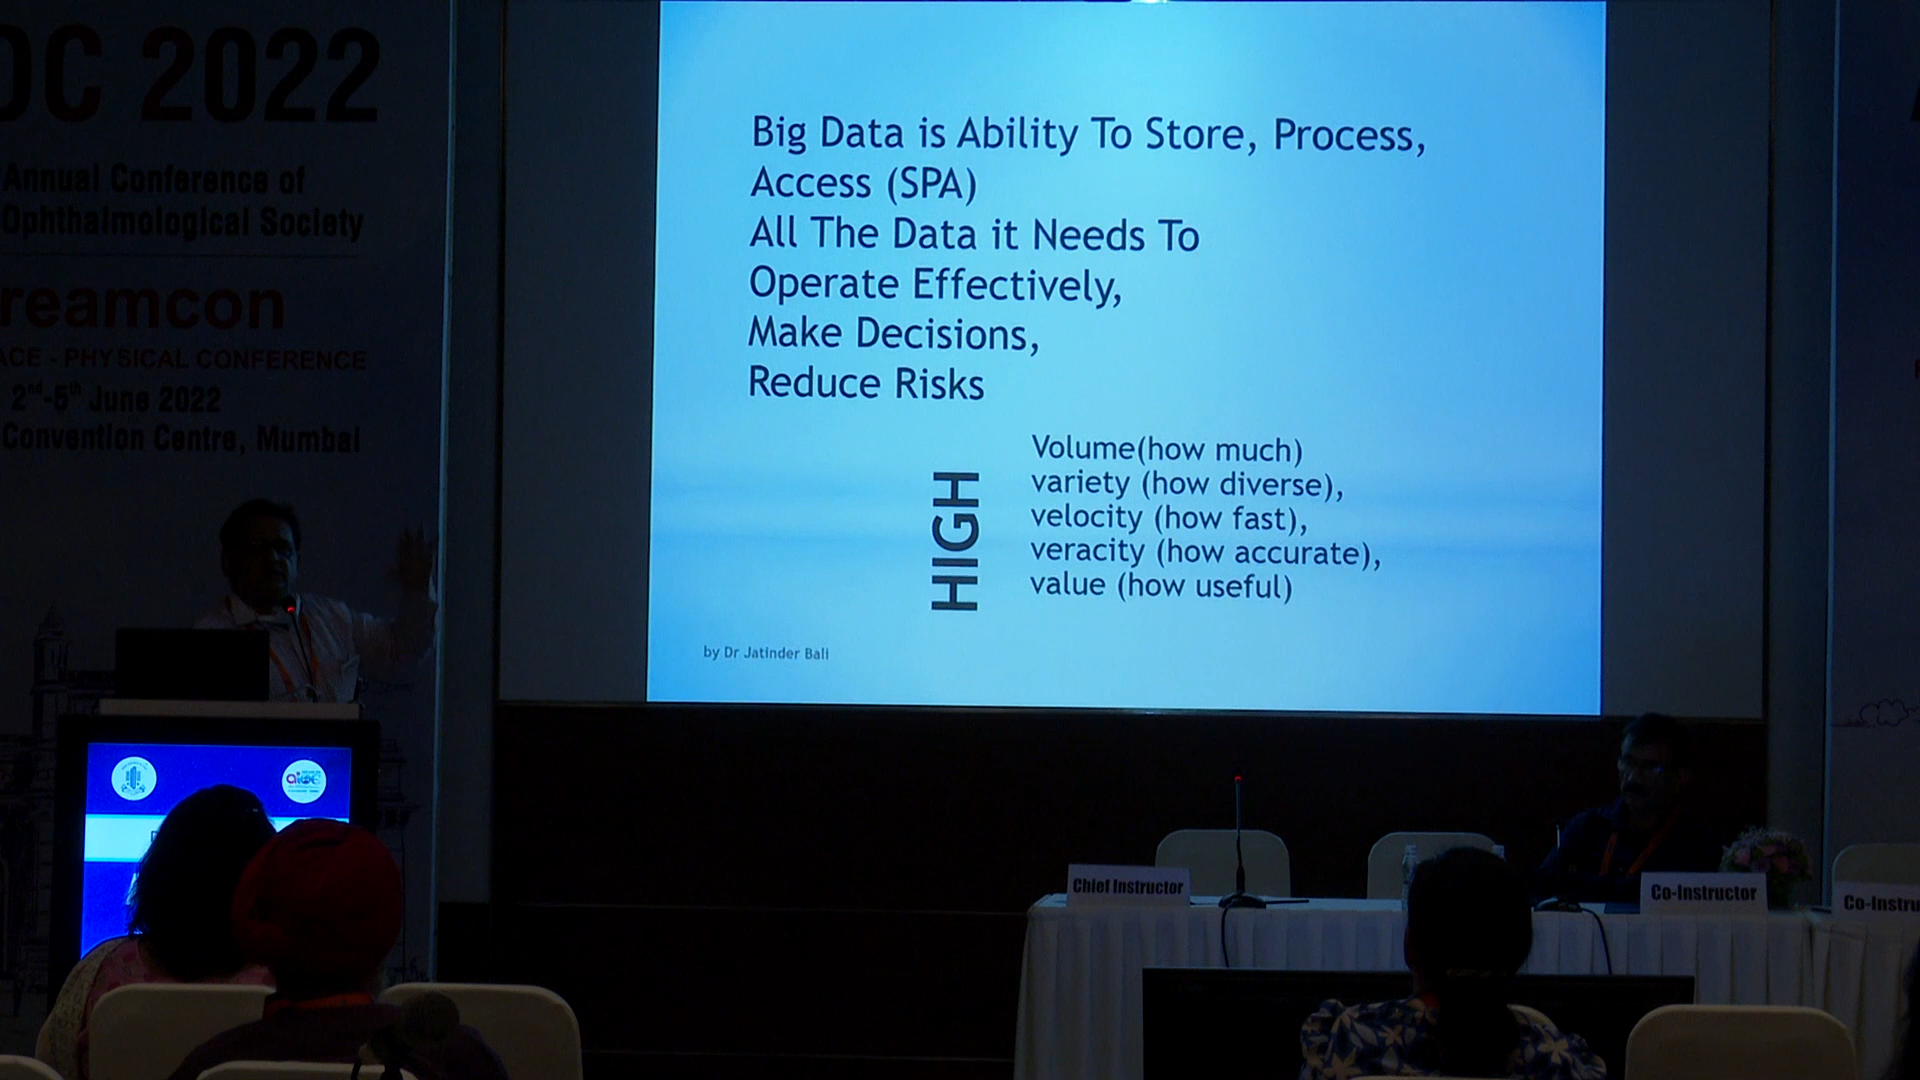 DC 2022
Annual Conference of
Ophthalmological Society
reamcon
ACE - PHYSICAL CONFERENCE
2nd-5th June 2022
Convention Centre, Mumbai
Big Data is Ability To Store, Process,
Access (SPA)
All The Data it Needs To
Operate Effectively,
Make Decisions,
Reduce Risks
HIGH
Volume(how much)
variety (how diverse),
velocity (how fast),
veracity (how accurate),
value (how useful)
by Dr Jatinder Bali
Chief Instructor
Co-Instructor
Co-Instru